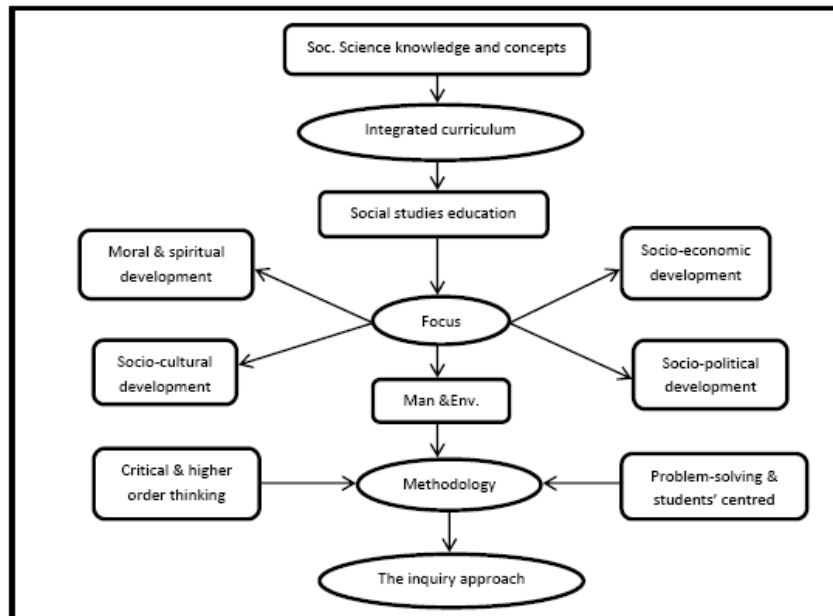 Soc. Science knowledge and concepts
Integrated curriculum
Social studies education
Moral & spiritual
development
Socio-economic
development
Focus
Socio-cultural
development
Socio-political
development
Man &Env.
Critical & higher
order thinking
Methodology
Problem-solving &
students’ centred
The inquiry approach